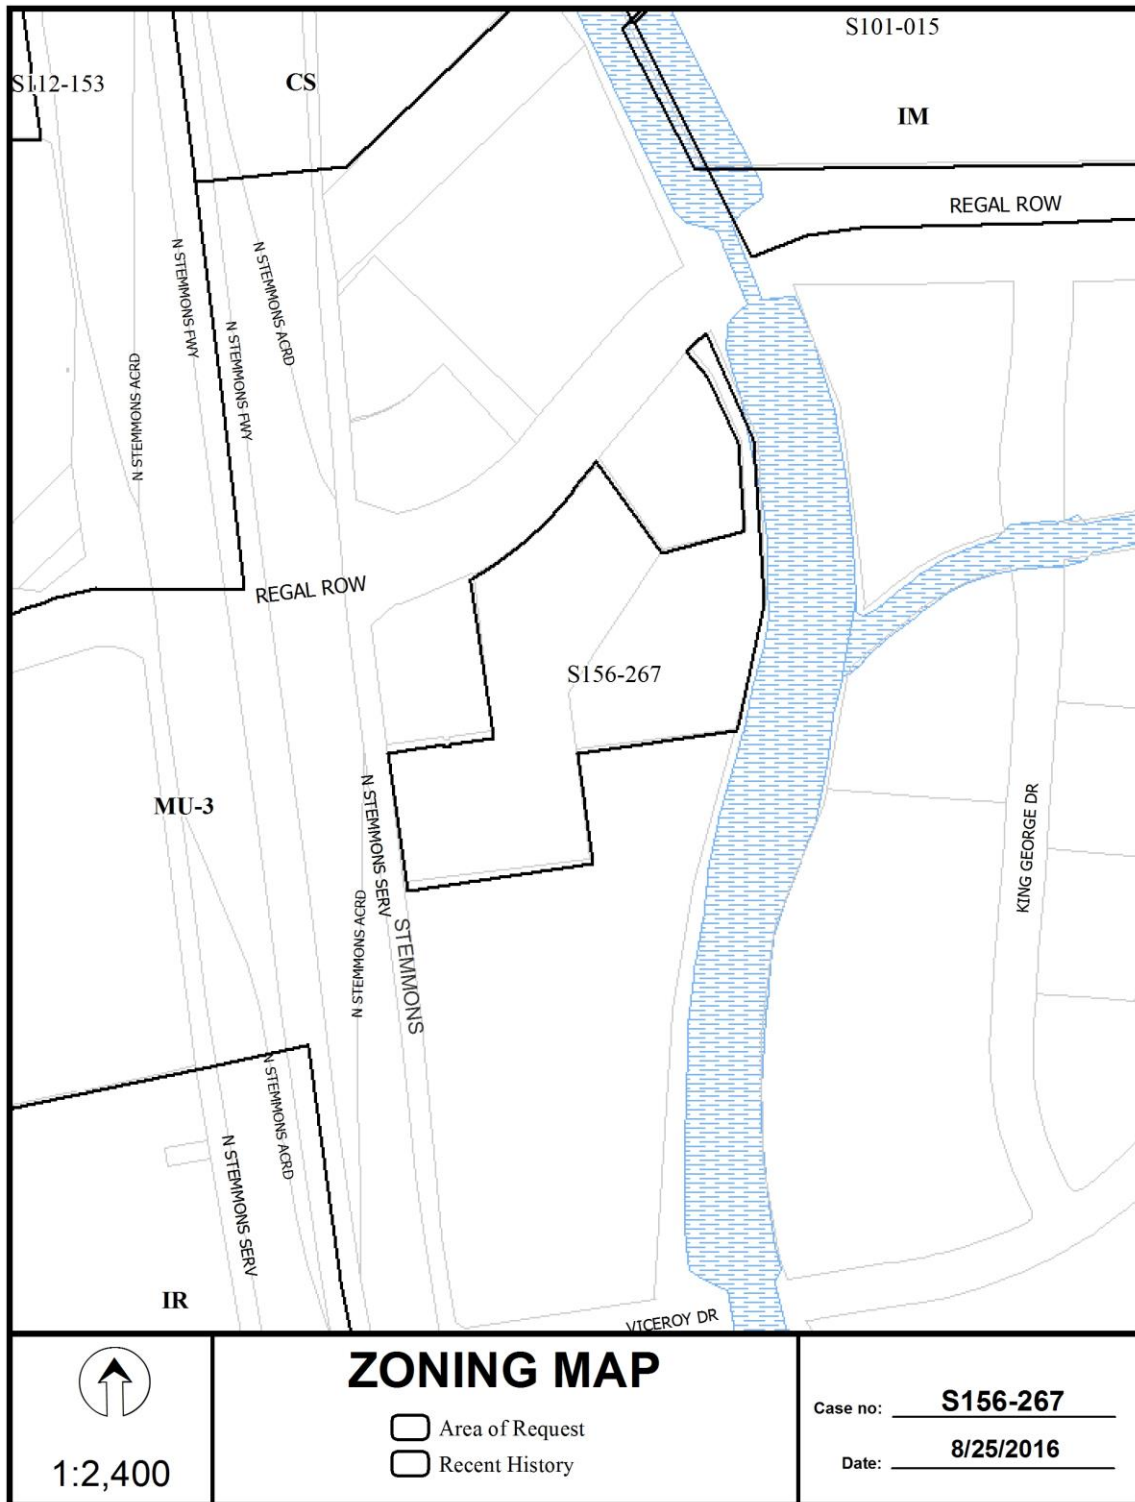 S101-015
S112-153
CS
IM
REGAL ROW
N STEMMONS FWY
N STEMMONS ACRD
N STEMMONS ACRD
N STEMMONS FWY
REGAL ROW
S156-267
MU-3
N STEMMONS SERV
KING GEORGE DR
N STEMMONS ACRD
STEMMONS
N STEMMONS ACRD
N STEMMONS SERV
IR
VICEROY DR
1:2,400
ZONING MAP
Area of Request
Recent History
Case no: S156-267
Date: 8/25/2016